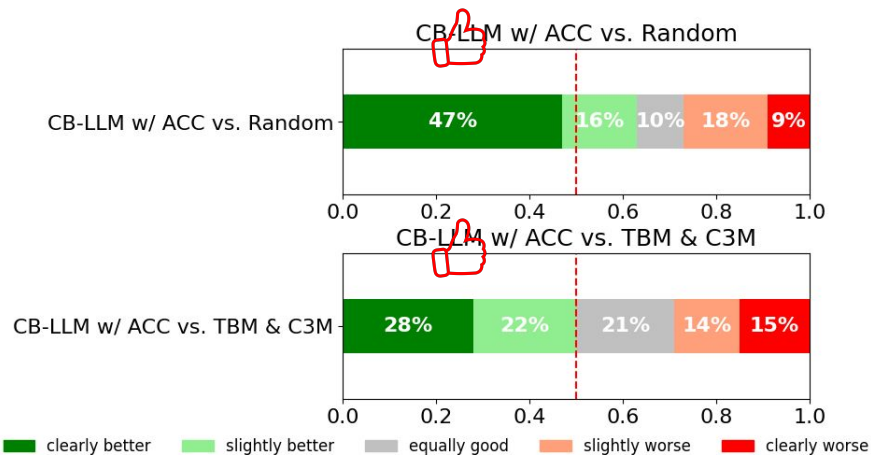 CB-LLM w/ ACC vs. Random
CB-LLM w/ ACC vs. Random
47% 16% 10% 18% 9%
0.0 0.2 0.4 0.6 0.8 1.0
CB-LLM w/ ACC vs. TBM & C3M
CB-LLM w/ ACC vs. TBM & C3M
28% 22% 21% 14% 15%
0.0 0.2 0.4 0.6 0.8 1.0
clearly better slightly better equally good slightly worse clearly worse